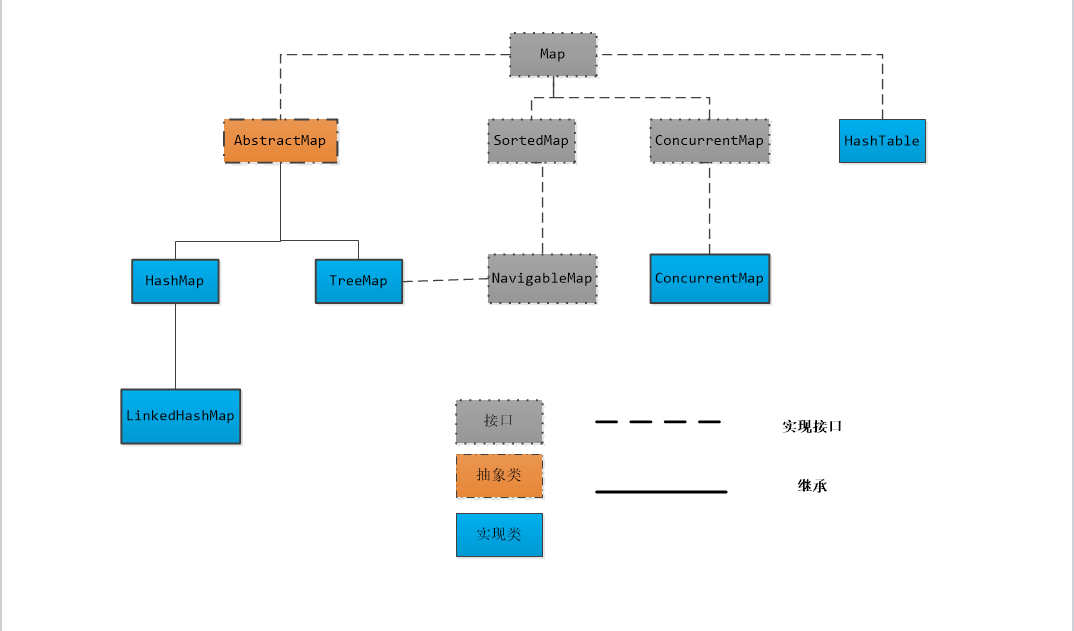 Map
AbstractMap
SortedMap
ConcurrentMap
HashTable
HashMap
TreeMap
NavigableMap
ConcurrentMap
LinkedHashMap
接口
实现接口
抽象类
继承
实现类